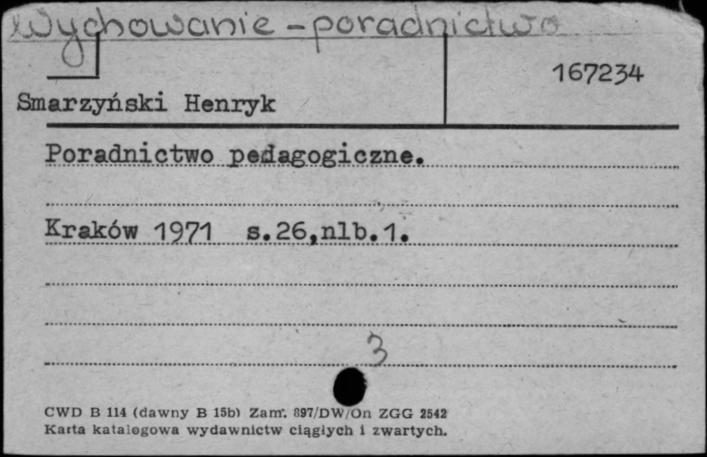 Wychowanie - poradnictwo
167234
Smarzyński Henryk
Poradnictwo pedagogiczne.
Kraków 1971 s.26,nlb.1.
3
CWD B 114 (dawny B 15b) Zam. 897/DW/On ZGG 2542
Karta katalogowa wydawnictw ciągłych i zwartych.